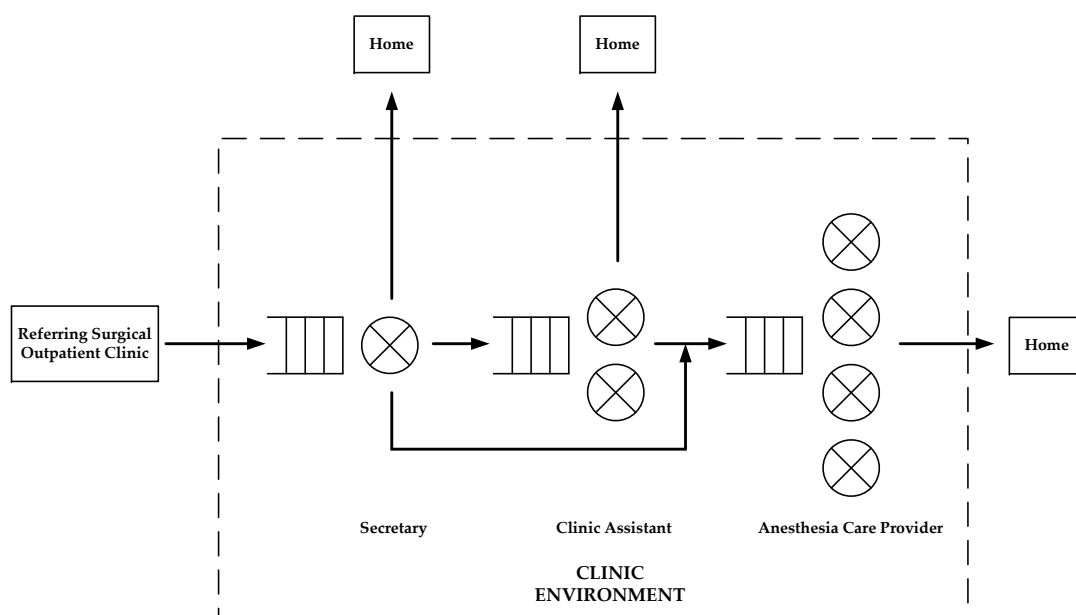 Home
Home
Referring Surgical
Outpatient Clinic
Home
Secretary
Clinic Assistant
Anesthesia Care Provider
CLINIC
ENVIRONMENT